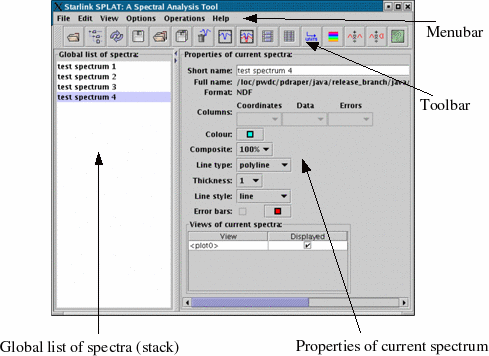 Starlink SPLAT: A Spectral Analysis Tool
File Edit View Options Operations Help
Menubar
Global list of spectra:
test spectrum 1
test spectrum 2
test spectrum 3
test spectrum 4
Properties of current spectra:
Short name: test spectrum 4
Full name: /loc/pwdc/pdraper/java/release_branch/java/
Format: NDF
Toolbar
Coordinates Data Errors
Columns:
Colour:
Composite: 100%
Line type: polyline
Thickness: 1
Line style: line
Error bars:
Views of current spectra:
View Displayed
<plot0>
Global list of spectra (stack)
Properties of current spectrum